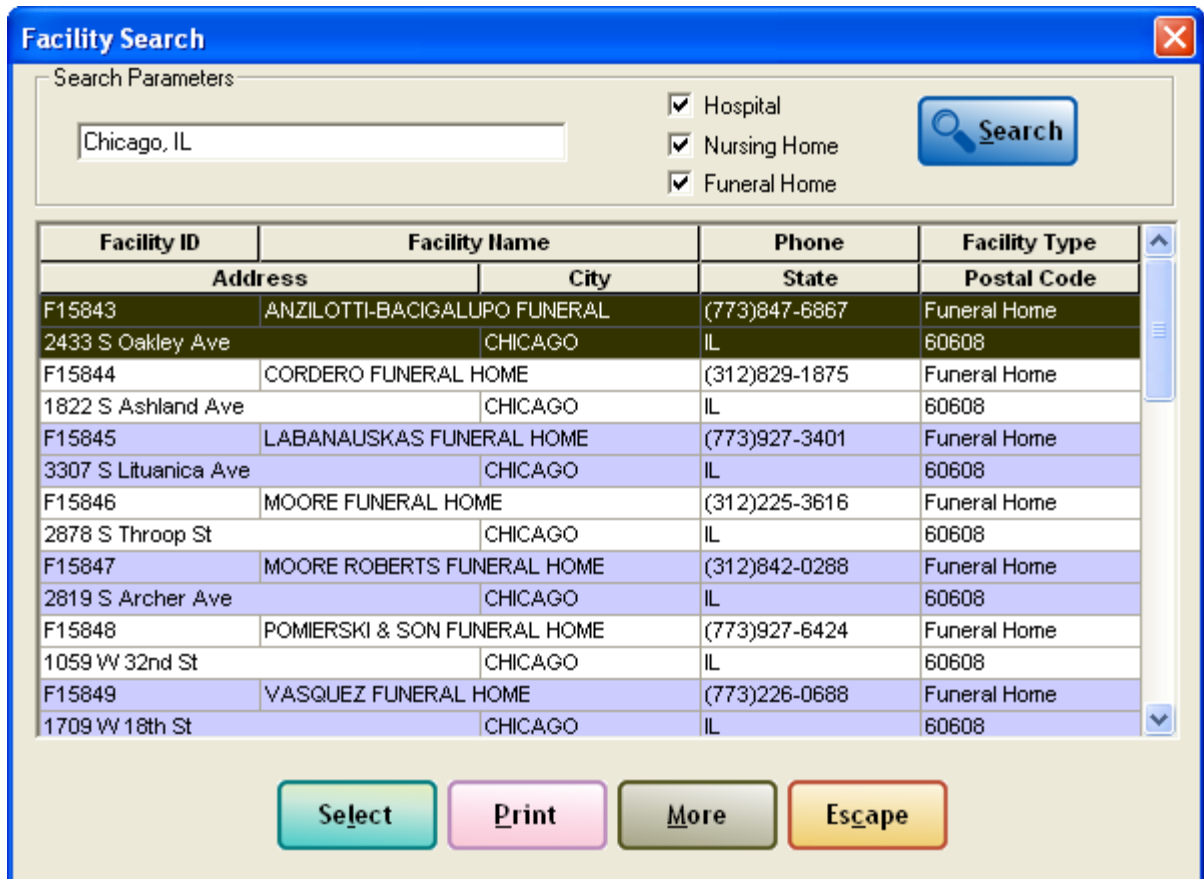 Facility Search
Search Parameters
Chicago, IL
Hospital
Nursing Home
Funeral Home
Search
Facility ID Facility Name Phone Facility Type
Address City State Postal Code
F15843 ANZILOTTI-BACIGALUPO FUNERAL (773)847-6867 Funeral Home
2433 S Oakley Ave CHICAGO IL 60608
F15844 CORDERO FUNERAL HOME (312)829-1875 Funeral Home
1822 S Ashland Ave CHICAGO IL 60608
F15845 LABANAUSKAS FUNERAL HOME (773)927-3401 Funeral Home
3307 S Lituanica Ave CHICAGO IL 60608
F15846 MOORE FUNERAL HOME (312)225-3616 Funeral Home
2878 S Throop St CHICAGO IL 60608
F15847 MOORE ROBERTS FUNERAL HOME (312)842-0288 Funeral Home
2819 S Archer Ave CHICAGO IL 60608
F15848 POMIERSKI & SON FUNERAL HOME (773)927-6424 Funeral Home
1059 W 32nd St CHICAGO IL 60608
F15849 VASQUEZ FUNERAL HOME (773)226-0688 Funeral Home
1709 W 18th St CHICAGO IL 60608
Select Print More Escape